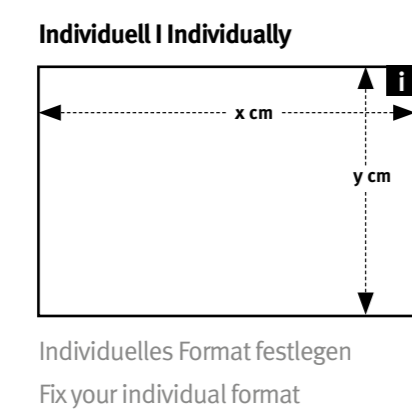 Individuell I Individually
i
x cm
y cm
Individuelles Format festlegen
Fix your individual format